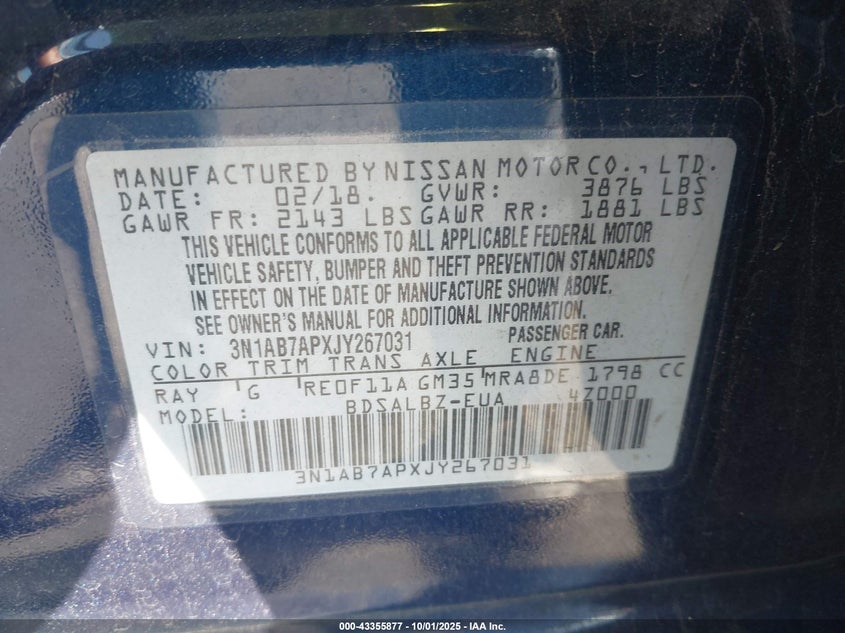 MANUFACTURED BY NISSAN MOTOR CO., LTD.
DATE: 02/18. GVWR: 3876 LBS
GAWR FR: 2143 LBS GAWR RR: 1881 LBS
THIS VEHICLE CONFORMS TO ALL APPLICABLE FEDERAL MOTOR
VEHICLE SAFETY, BUMPER AND THEFT PREVENTION STANDARDS
IN EFFECT ON THE DATE OF MANUFACTURE SHOWN ABOVE.
SEE OWNER'S MANUAL FOR ADDITIONAL INFORMATION.
VIN: 3N1AB7APXJY267031 PASSENGER CAR.
COLOR TRIM TRANS AXLE ENGINE
RAY G RE0F11A GM35 MRA8DE 1798 CC
MODEL: BDSALBZ-EUA 4Z000
3N1AB7APXJY267031
000-43355877 - 10/01/2025 - IAA Inc.